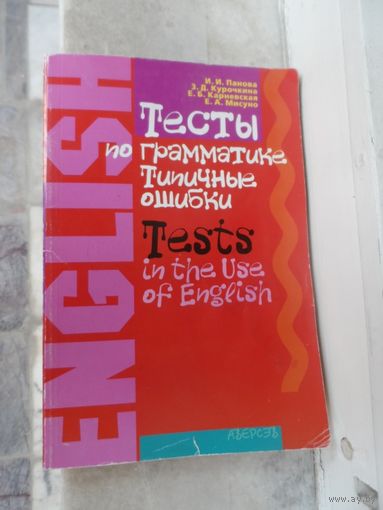 ENGLISH
И. И. Панова
З. Д. Курочкина
Е. Б. Карневская
Е. А. Мисуно
Тесты
по грамматике
Типичные
ошибки
Tests
in the Use
of English
АВЕРСЭВ
www.ay.by